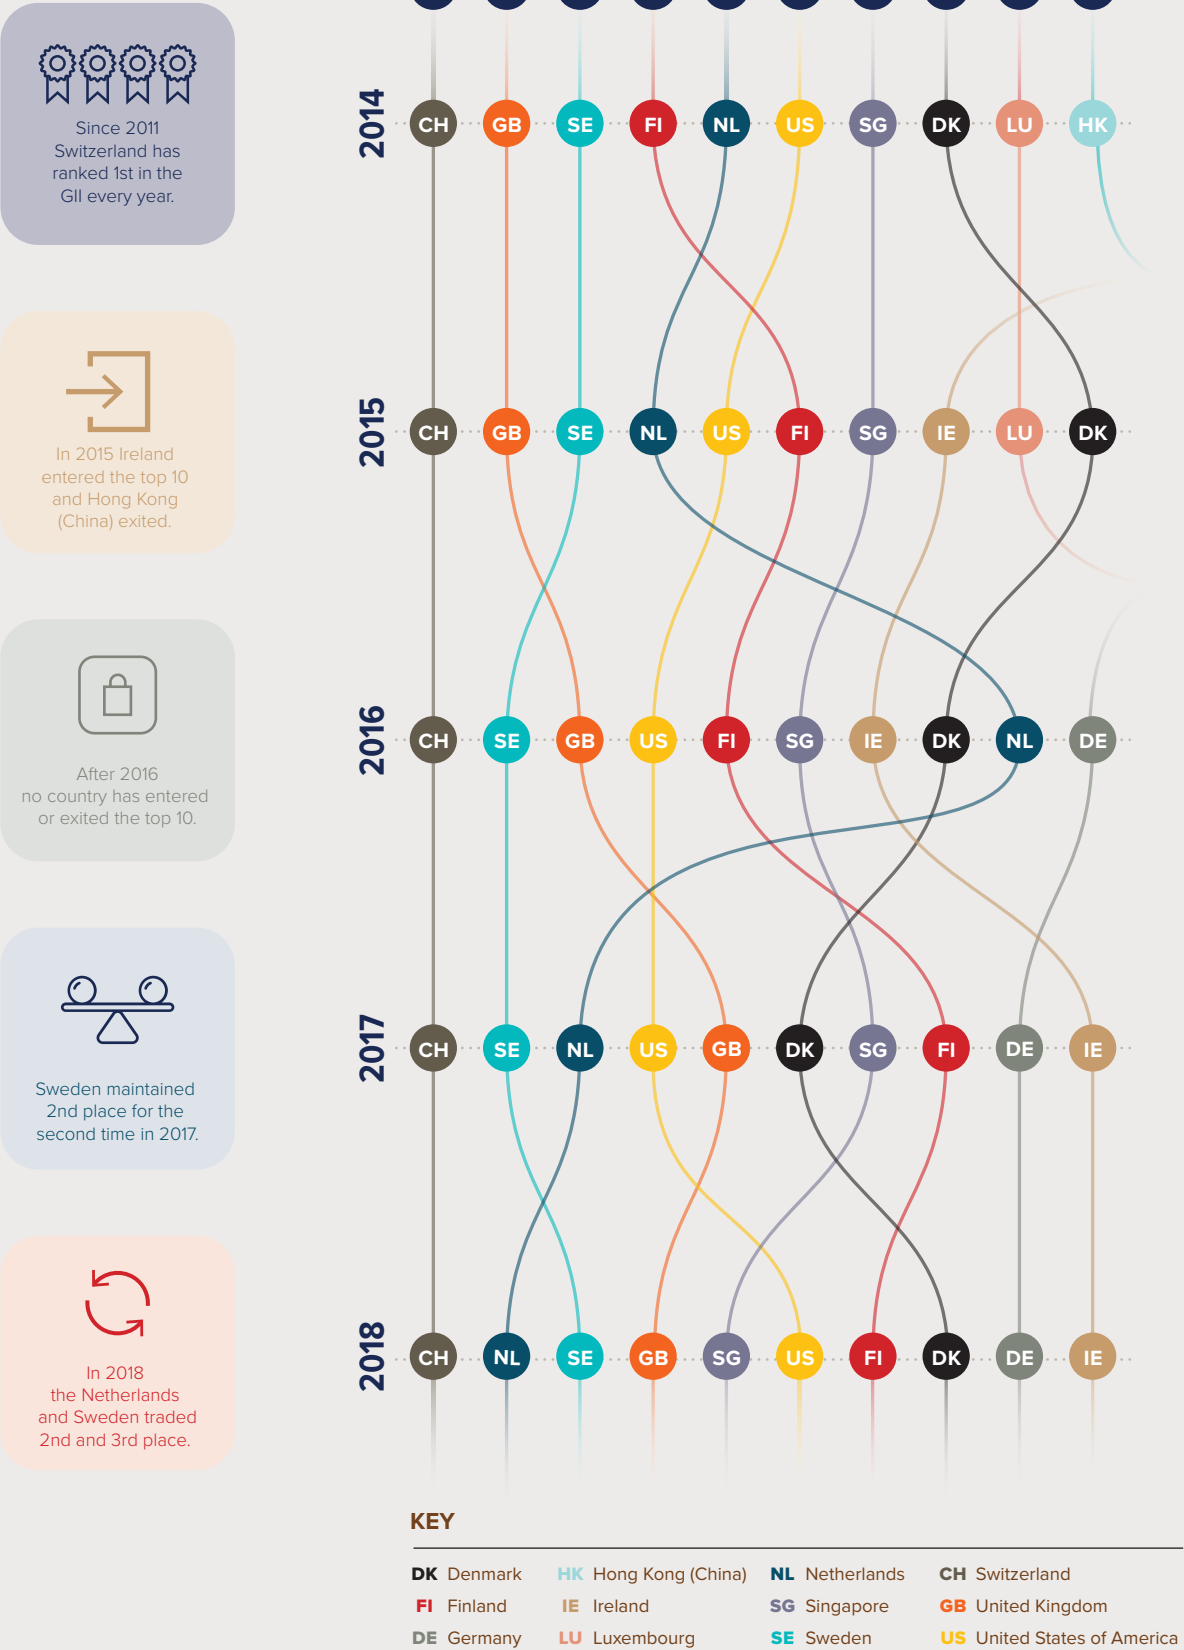 Since 2011
Switzerland has
ranked 1st in the
GII every year.
2014
CH GB SE FI NL US SG DK LU HK
In 2015 Ireland
entered the top 10
and Hong Kong
(China) exited.
2015
CH GB SE NL US FI SG IE LU DK
After 2016
no country has entered
or exited the top 10.
2016
CH SE GB US FI SG IE DK NL DE
Sweden maintained
2nd place for the
second time in 2017.
2017
CH SE NL US GB DK SG FI DE IE
In 2018
the Netherlands
and Sweden traded
2nd and 3rd place.
2018
CH NL SE GB SG US FI DK DE IE
KEY
DK Denmark HK Hong Kong (China) NL Netherlands CH Switzerland
FI Finland IE Ireland SG Singapore GB United Kingdom
DE Germany LU Luxembourg SE Sweden US United States of America